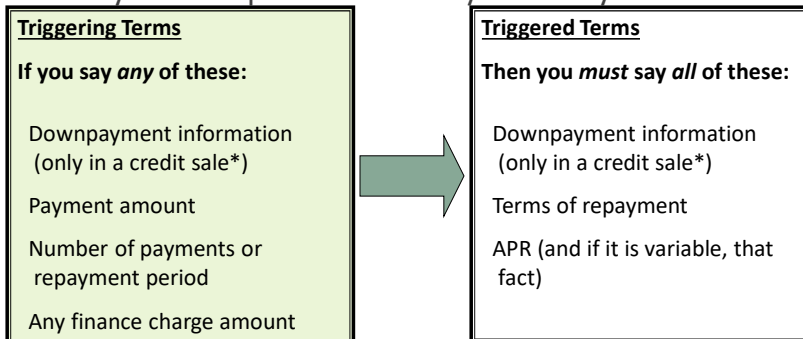 Triggering Terms
If you say any of these:
Downpayment information
(only in a credit sale*)
Payment amount
Number of payments or
repayment period
Any finance charge amount
Triggered Terms
Then you must say all of these:
Downpayment information
(only in a credit sale*)
Terms of repayment
APR (and if it is variable, that
fact)